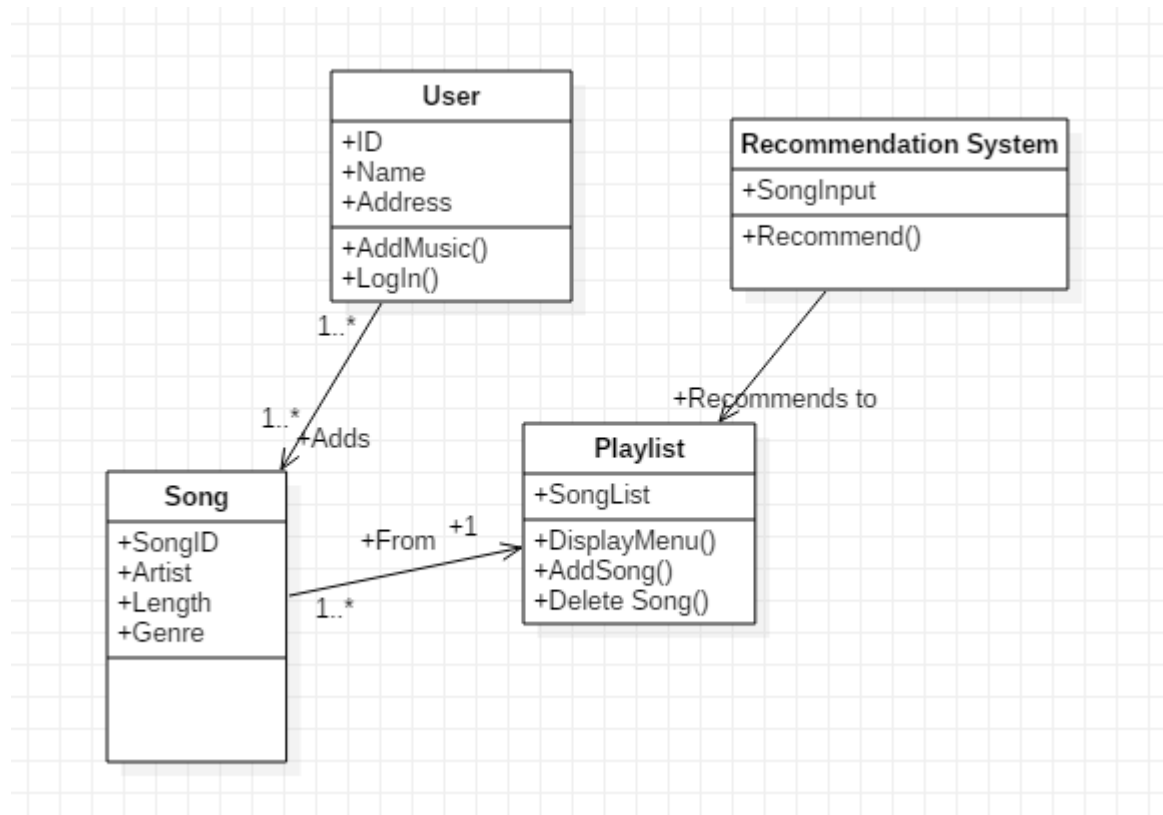 User
+ID
+Name
+Address
+AddMusic()
+LogIn()
Recommendation System
+SongInput
+Recommend()
1..*
1..*
+Adds
+Recommends to
Song
+SongID
+Artist
+Length
+Genre
+From
+1
1..*
Playlist
+SongList
+DisplayMenu()
+AddSong()
+Delete Song()